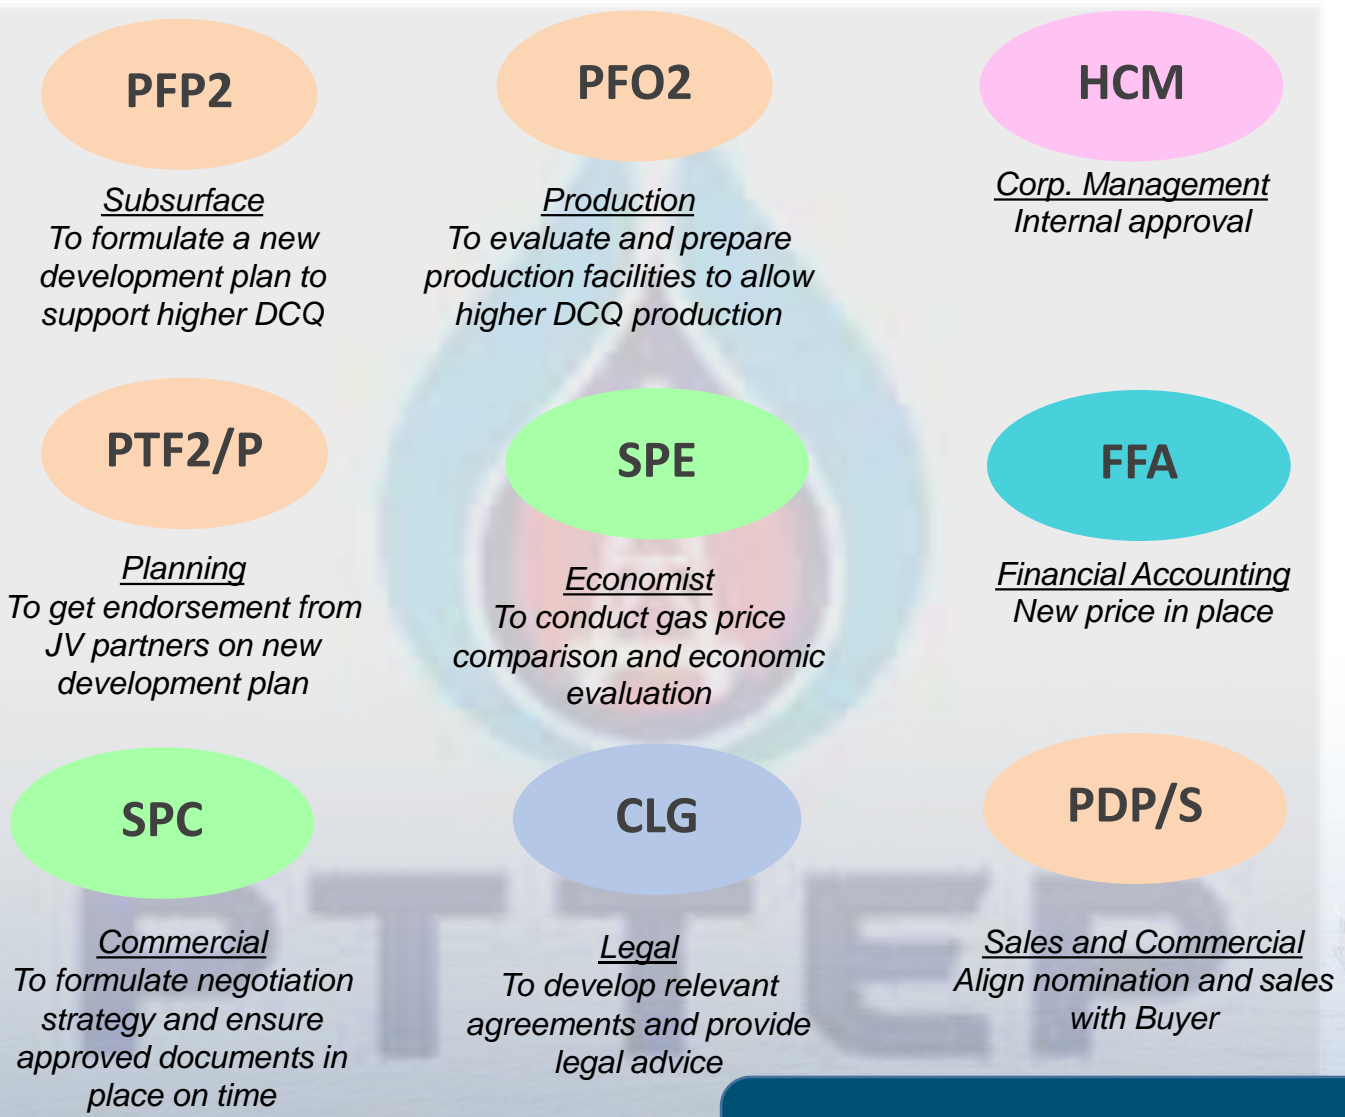 PFP2
Subsurface
To formulate a new
development plan to
support higher DCQ
PFO2
Production
To evaluate and prepare
production facilities to allow
higher DCQ production
HCM
Corp. Management
Internal approval
PTF2/P
Planning
To get endorsement from
JV partners on new
development plan
SPE
Economist
To conduct gas price
comparison and economic
evaluation
FFA
Financial Accounting
New price in place
SPC
Commercial
To formulate negotiation
strategy and ensure
approved documents in
place on time
CLG
Legal
To develop relevant
agreements and provide
legal advice
PDP/S
Sales and Commercial
Align nomination and sales
with Buyer
PTTEP